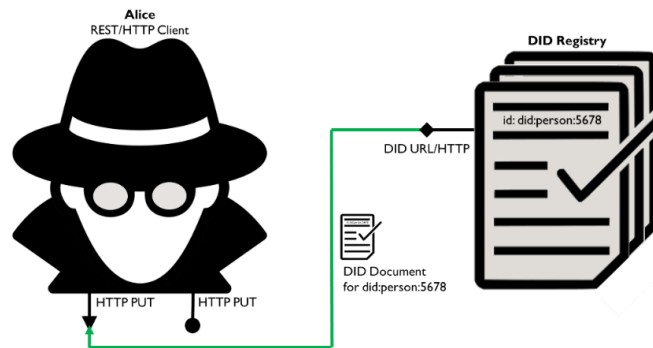 Alice
REST/HTTP Client
DID Registry
id: did:person:5678
DID URL/HTTP
DID Document
for did:person:5678
HTTP PUT
HTTP PUT